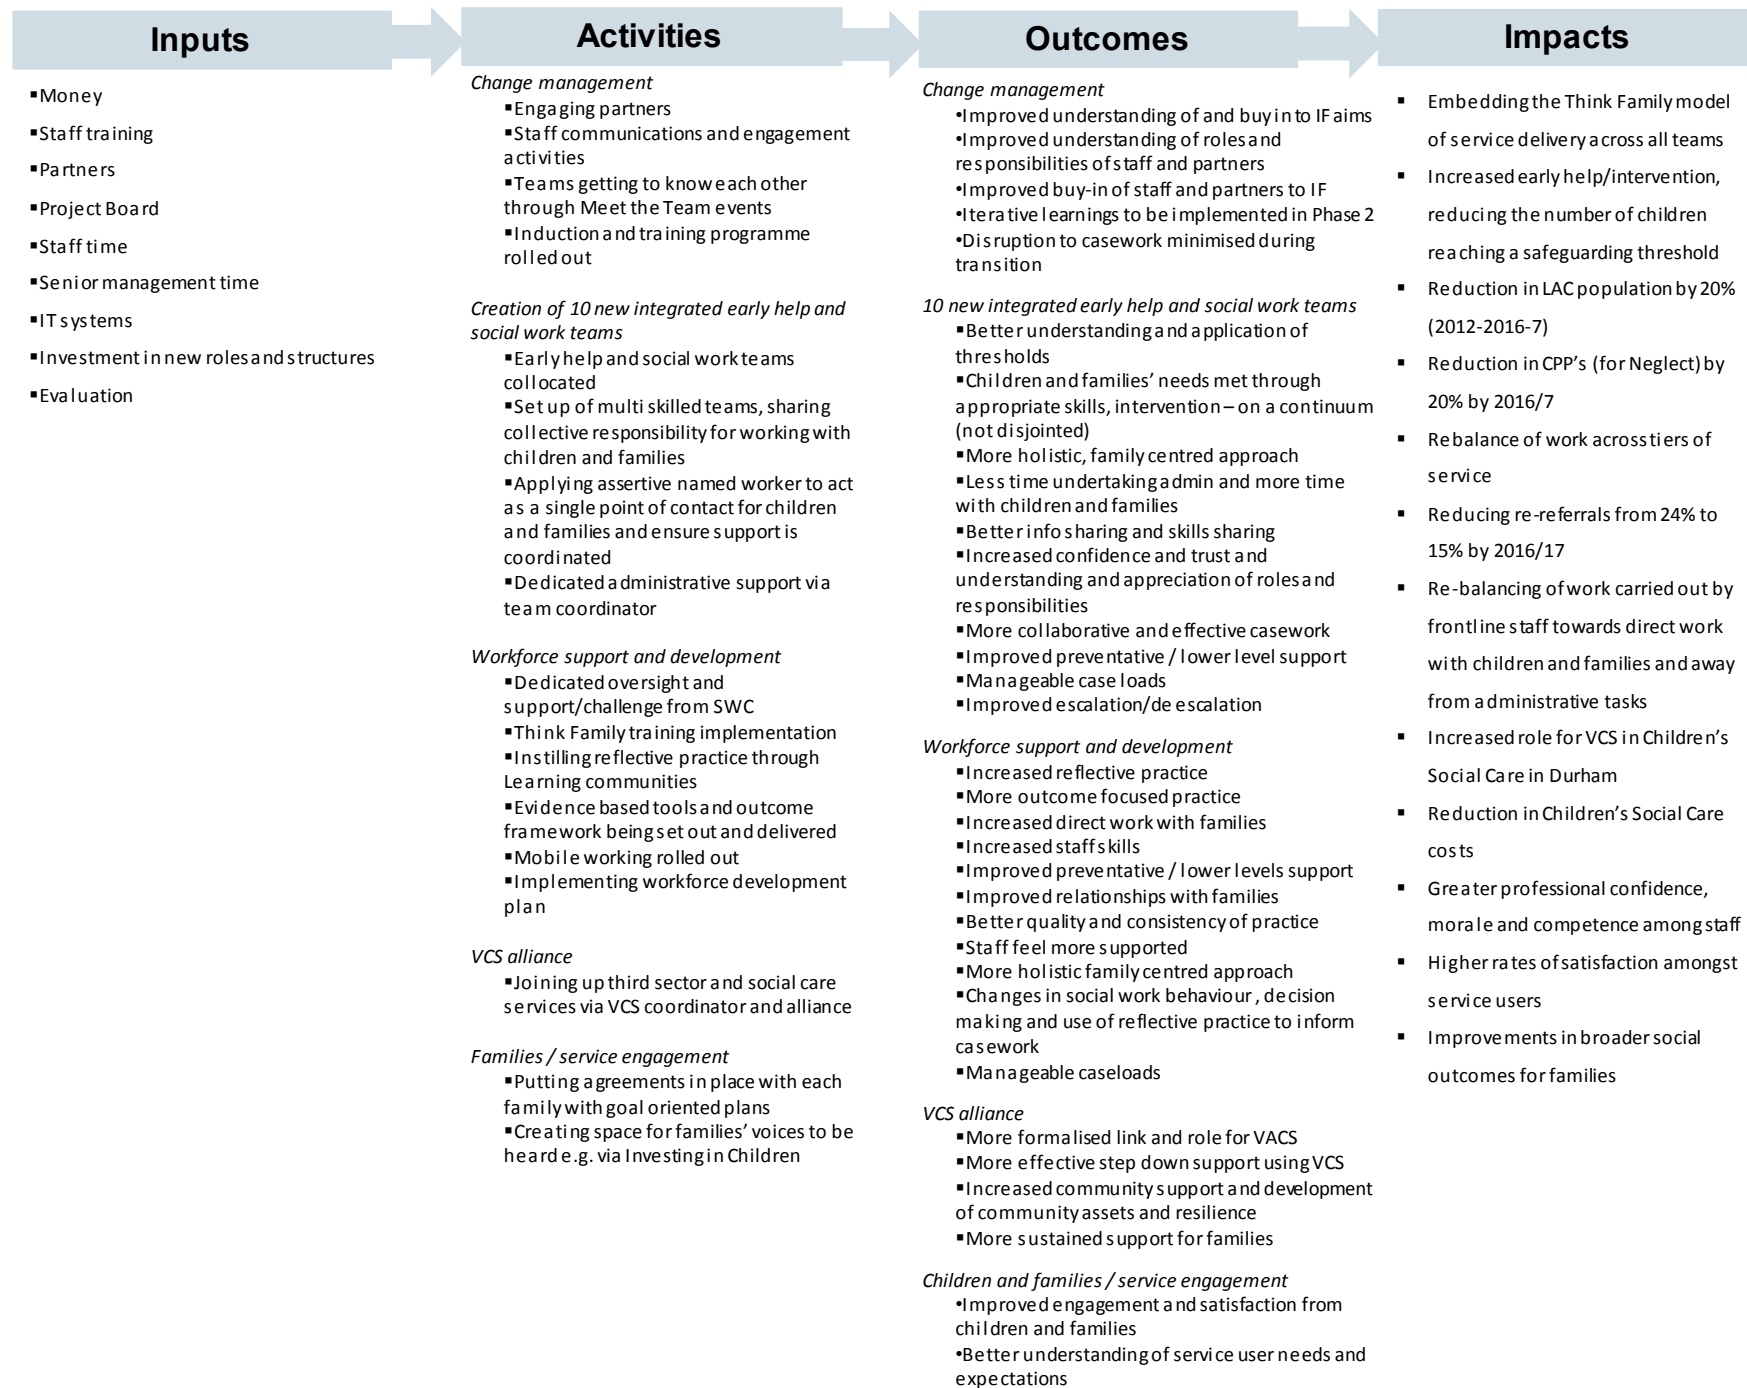 Inputs
▪Money
▪Staff training
▪Partners
▪Project Board
▪Staff time
▪Senior management time
▪IT systems
▪Investment in new roles and structures
▪Evaluation
Activities
Change management
▪Engaging partners
▪Staff communications and engagement
activities
▪Teams getting to know each other
through Meet the Team events
▪Induction and training programme
rolled out
Creation of 10 new integrated early help and
social work teams
▪Early help and social work teams
collocated
▪Set up of multi skilled teams, sharing
collective responsibility for working with
children and families
▪Applying assertive named worker to act
as a single point of contact for children
and families and ensure support is
coordinated
▪Dedicated administrative support via
team coordinator
Workforce support and development
▪Dedicated oversight and
support/challenge from SWC
▪Think Family training implementation
▪Instilling reflective practice through
Learning communities
▪Evidence based tools and outcome
framework being set out and delivered
▪Mobile working rolled out
▪Implementing workforce development
plan
VCS alliance
▪Joining up third sector and social care
services via VCS coordinator and alliance
Families / service engagement
▪Putting agreements in place with each
family with goal oriented plans
▪Creating space for families’ voices to be
heard e.g. via Investing in Children
Outcomes
Change management
•Improved understanding of and buy in to IF aims
•Improved understanding of roles and
responsibilities of staff and partners
•Improved buy-in of staff and partners to IF
•Iterative learnings to be implemented in Phase 2
•Disruption to casework minimised during
transition
10 new integrated early help and social work teams
▪Better understanding and application of
thresholds
▪Children and families’ needs met through
appropriate skills, intervention – on a continuum
(not disjointed)
▪More holistic, family centred approach
▪Less time undertaking admin and more time
with children and families
▪Better info sharing and skills sharing
▪Increased confidence and trust and
understanding and appreciation of roles and
responsibilities
▪More collaborative and effective casework
▪Improved preventative / lower level support
▪Manageable case loads
▪Improved escalation/de escalation
Workforce support and development
▪Increased reflective practice
▪More outcome focused practice
▪Increased direct work with families
▪Increased staff skills
▪Improved preventative / lower levels support
▪Improved relationships with families
▪Better quality and consistency of practice
▪Staff feel more supported
▪More holistic family centred approach
▪Changes in social work behaviour , decision
making and use of reflective practice to inform
casework
▪Manageable caseloads
VCS alliance
▪More formalised link and role for VACS
▪More effective step down support using VCS
▪Increased community support and development
of community assets and resilience
▪More sustained support for families
Children and families / service engagement
•Improved engagement and satisfaction from
children and families
•Better understanding of service user needs and
expectations
Impacts
▪ Embedding the Think Family model
of service delivery across all teams
▪ Increased early help/intervention,
reducing the number of children
reaching a safeguarding threshold
▪ Reduction in LAC population by 20%
(2012-2016-7)
▪ Reduction in CPP’s (for Neglect) by
20% by 2016/7
▪ Rebalance of work across tiers of
service
▪ Reducing re-referrals from 24% to
15% by 2016/17
▪ Re-balancing of work carried out by
frontline staff towards direct work
with children and families and away
from administrative tasks
▪ Increased role for VCS in Children’s
Social Care in Durham
▪ Reduction in Children’s Social Care
costs
▪ Greater professional confidence,
morale and competence among staff
▪ Higher rates of satisfaction amongst
service users
▪ Improvements in broader social
outcomes for families